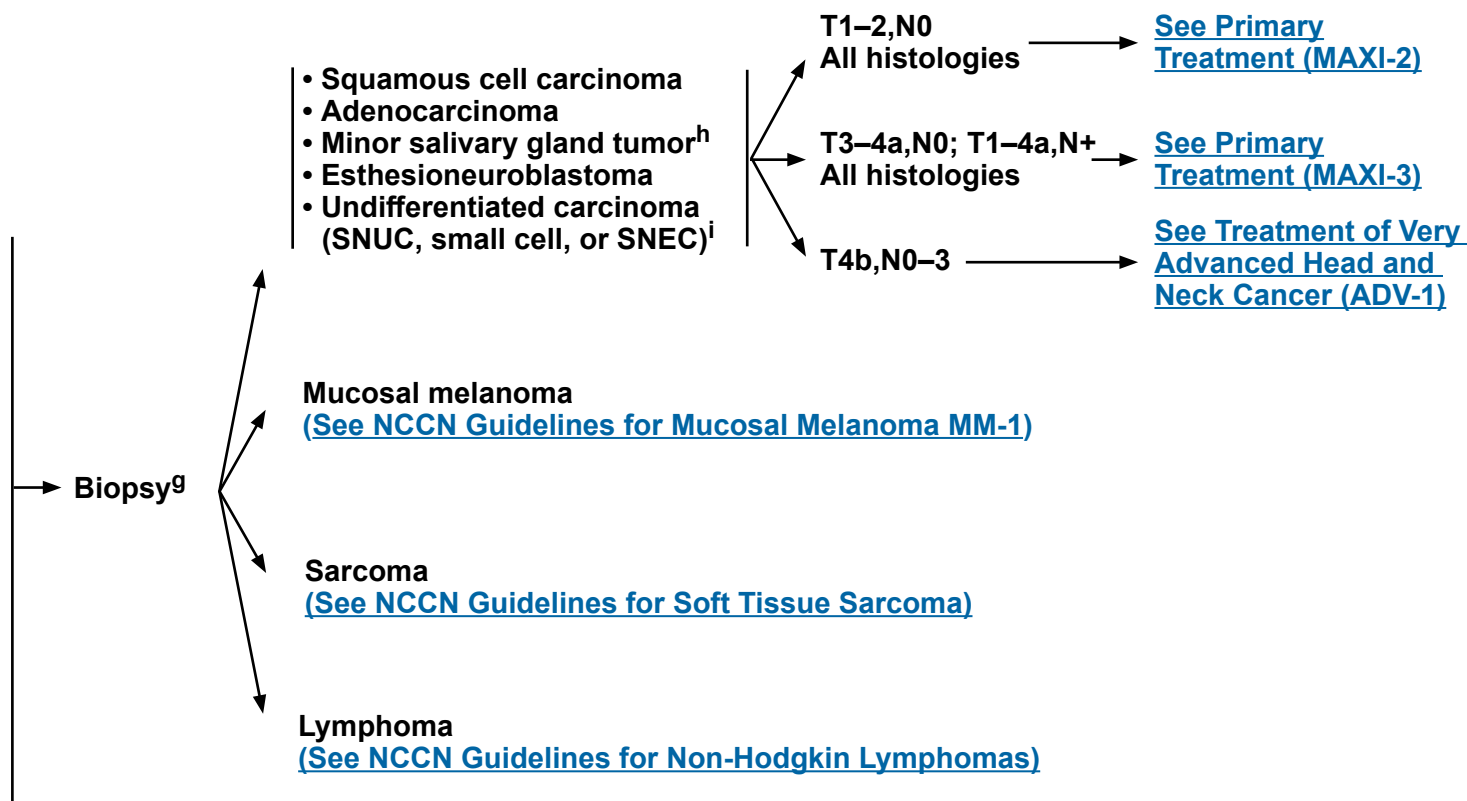 Biopsyg
• Squamous cell carcinoma
• Adenocarcinoma
• Minor salivary gland tumorh
• Esthesioneuroblastoma
• Undifferentiated carcinoma
(SNUC, small cell, or SNEC)i
T1–2,N0
All histologies
See Primary
Treatment (MAXI-2)
T3–4a,N0; T1–4a,N+
All histologies
See Primary
Treatment (MAXI-3)
T4b,N0–3
See Treatment of Very
Advanced Head and
Neck Cancer (ADV-1)
Mucosal melanoma
(See NCCN Guidelines for Mucosal Melanoma MM-1)
Sarcoma
(See NCCN Guidelines for Soft Tissue Sarcoma)
Lymphoma
(See NCCN Guidelines for Non-Hodgkin Lymphomas)